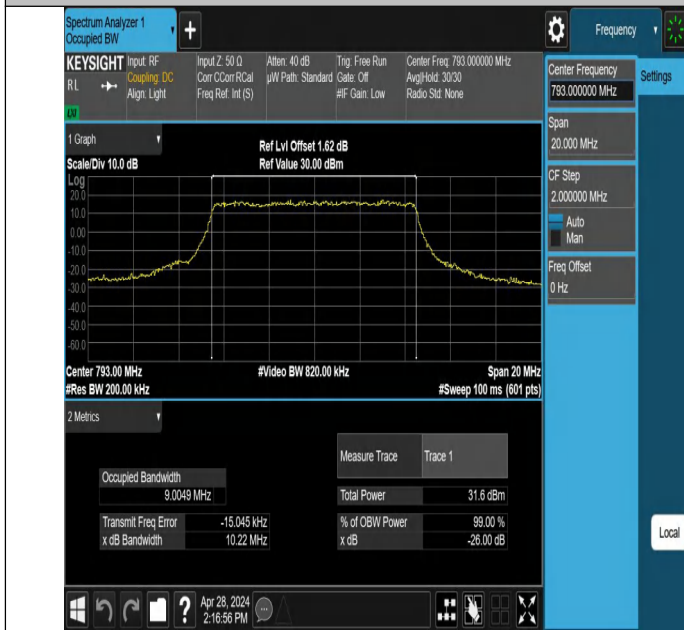 Spectrum Analyzer 1
Occupied BW
+
Frequency
KEYSIGHT
RL
LXI
Input: RF
Coupling: DC
Align: Light
Input Z: 50 Ω
Corr CCorr RCal
Freq Ref: Int (S)
Atten: 40 dB
µW Path: Standard
Trig: Free Run
Gate: Off
#IF Gain: Low
Center Freq: 793.000000 MHz
Avg|Hold: 30/30
Radio Std: None
Center Frequency
793.000000 MHz
Settings
Span
20.000 MHz
CF Step
2.000000 MHz
Auto
Man
Freq Offset
0 Hz
1 Graph
Scale/Div 10.0 dB
Ref Lvl Offset 1.62 dB
Ref Value 30.00 dBm
Log
20.0
10.0
0.00
-10.0
-20.0
-30.0
-40.0
-50.0
-60.0
Center 793.00 MHz
#Video BW 820.00 kHz
Span 20 MHz
#Res BW 200.00 kHz
#Sweep 100 ms (601 pts)
2 Metrics
Measure Trace
Trace 1
Occupied Bandwidth
9.0049 MHz
Total Power
31.6 dBm
Transmit Freq Error
-15.045 kHz
% of OBW Power
99.00 %
x dB Bandwidth
10.22 MHz
x dB
-26.00 dB
Local
?
Apr 28, 2024
2:16:56 PM